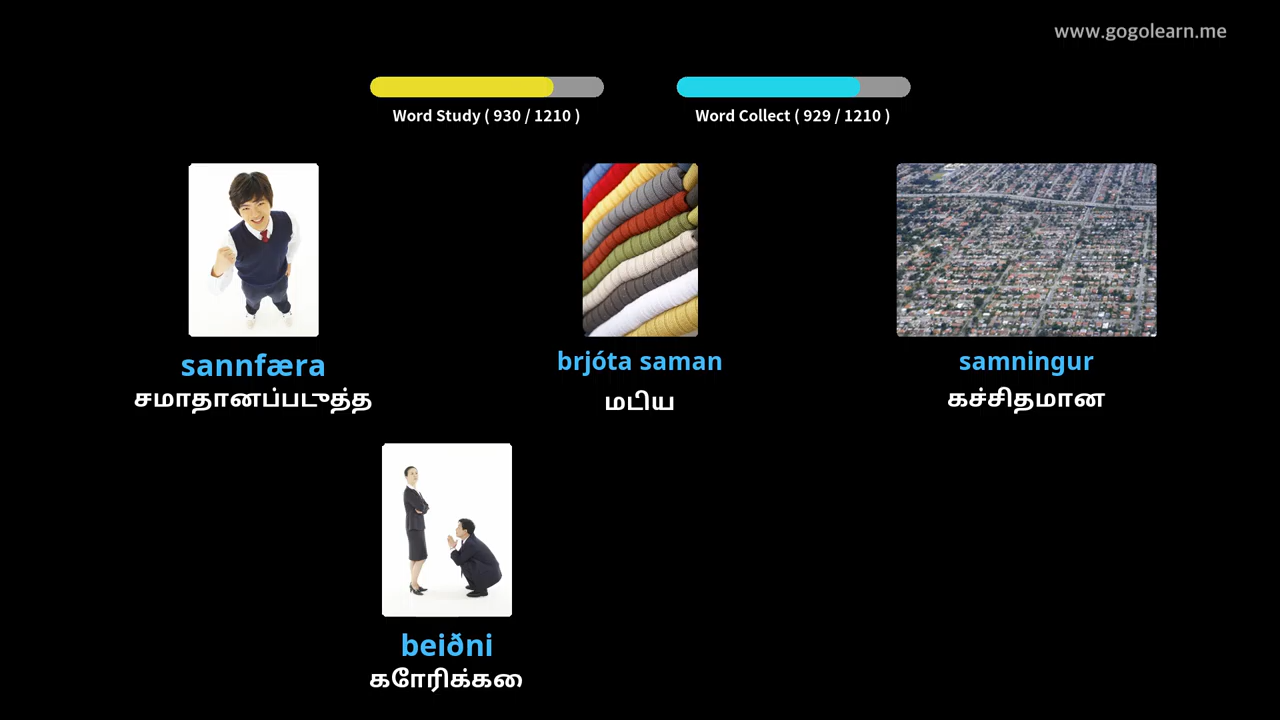 www.gogolearn.me
Word Study ( 930 / 1210 )
Word Collect ( 929 / 1210 )
sannfæra
brjóta saman
samningur
சமாதானப்படுத்த
மடிய
கச்சிதமான
beiðni
கோரிக்கை